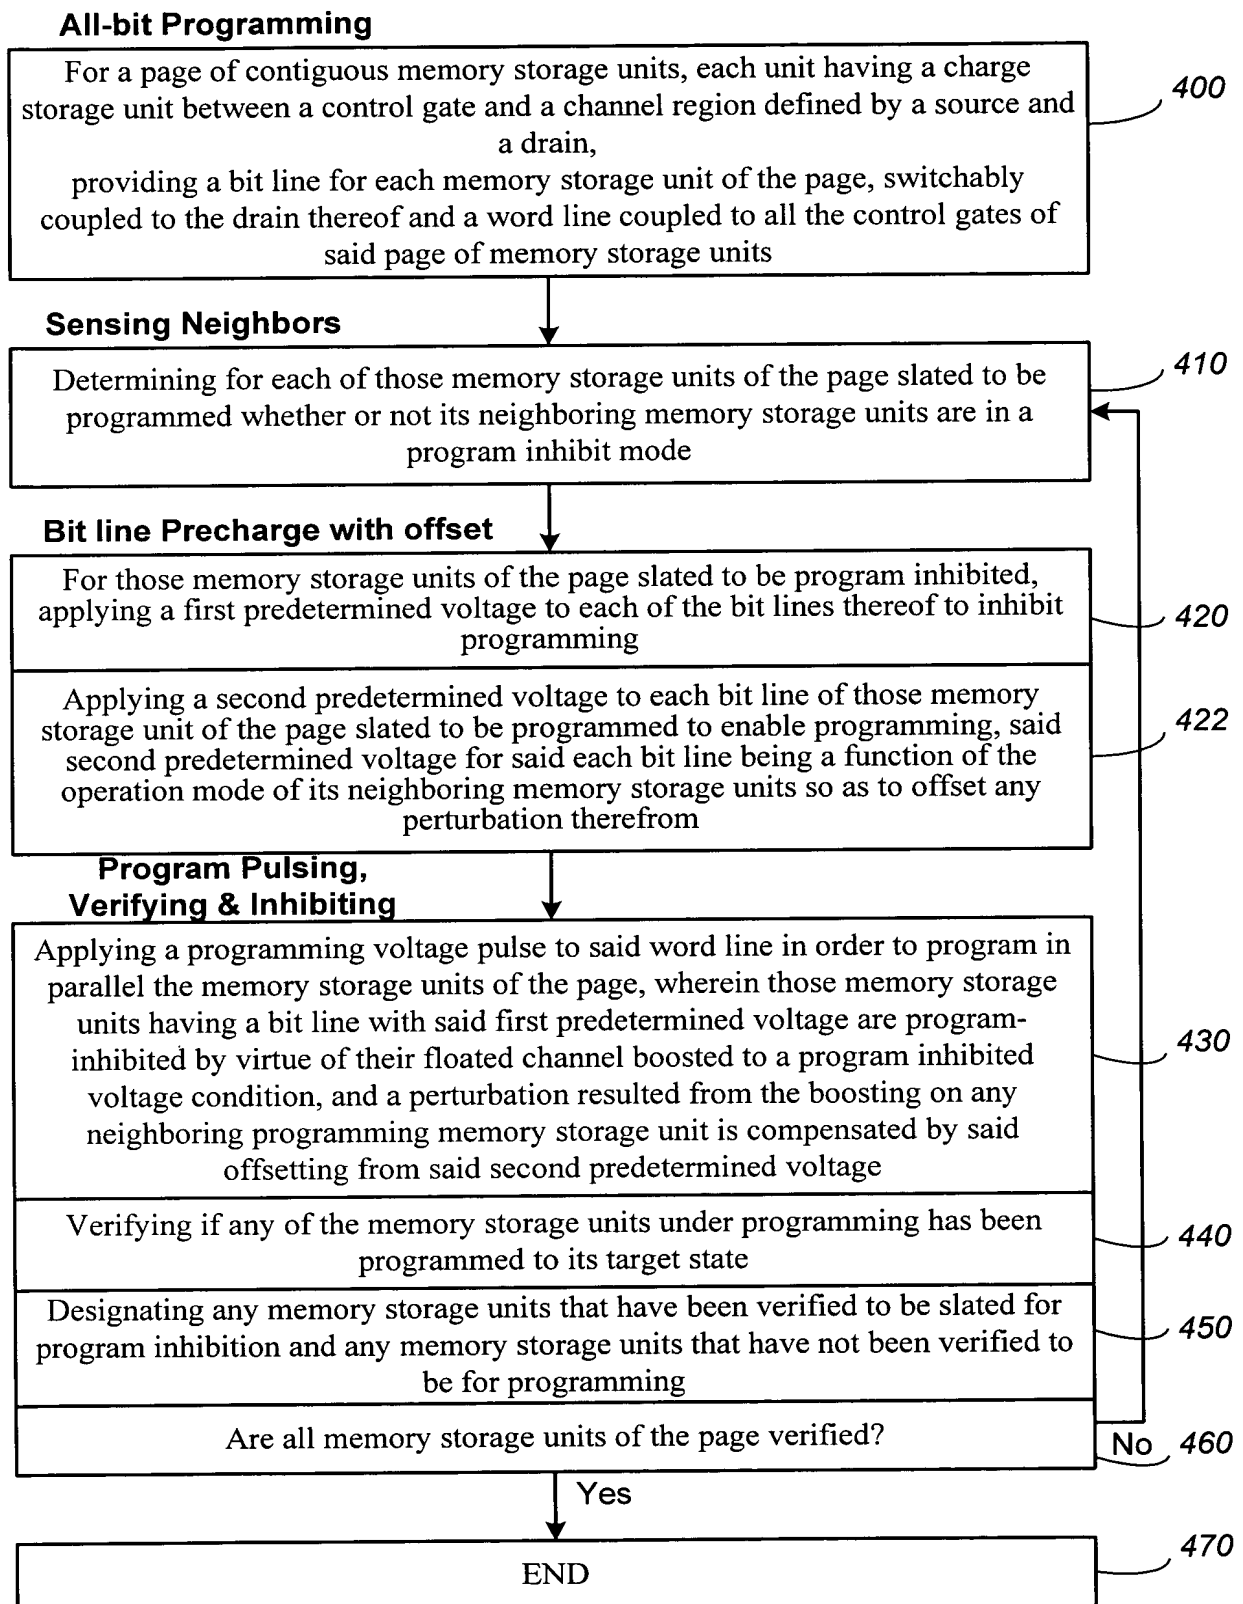 All-bit Programming
For a page of contiguous memory storage units, each unit having a charge
storage unit between a control gate and a channel region defined by a source and
a drain,
providing a bit line for each memory storage unit of the page, switchably
coupled to the drain thereof and a word line coupled to all the control gates of
said page of memory storage units
400
Sensing Neighbors
Determining for each of those memory storage units of the page slated to be
programmed whether or not its neighboring memory storage units are in a
program inhibit mode
410
Bit line Precharge with offset
For those memory storage units of the page slated to be program inhibited,
applying a first predetermined voltage to each of the bit lines thereof to inhibit
programming
420
Applying a second predetermined voltage to each bit line of those memory
storage unit of the page slated to be programmed to enable programming, said
second predetermined voltage for said each bit line being a function of the
operation mode of its neighboring memory storage units so as to offset any
perturbation therefrom
422
Program Pulsing,
Verifying & Inhibiting
Applying a programming voltage pulse to said word line in order to program in
parallel the memory storage units of the page, wherein those memory storage
units having a bit line with said first predetermined voltage are program-
inhibited by virtue of their floated channel boosted to a program inhibited
voltage condition, and a perturbation resulted from the boosting on any
neighboring programming memory storage unit is compensated by said
offsetting from said second predetermined voltage
430
Verifying if any of the memory storage units under programming has been
programmed to its target state
440
Designating any memory storage units that have been verified to be slated for
program inhibition and any memory storage units that have not been verified to
be for programming
450
Are all memory storage units of the page verified?
No
460
Yes
END
470